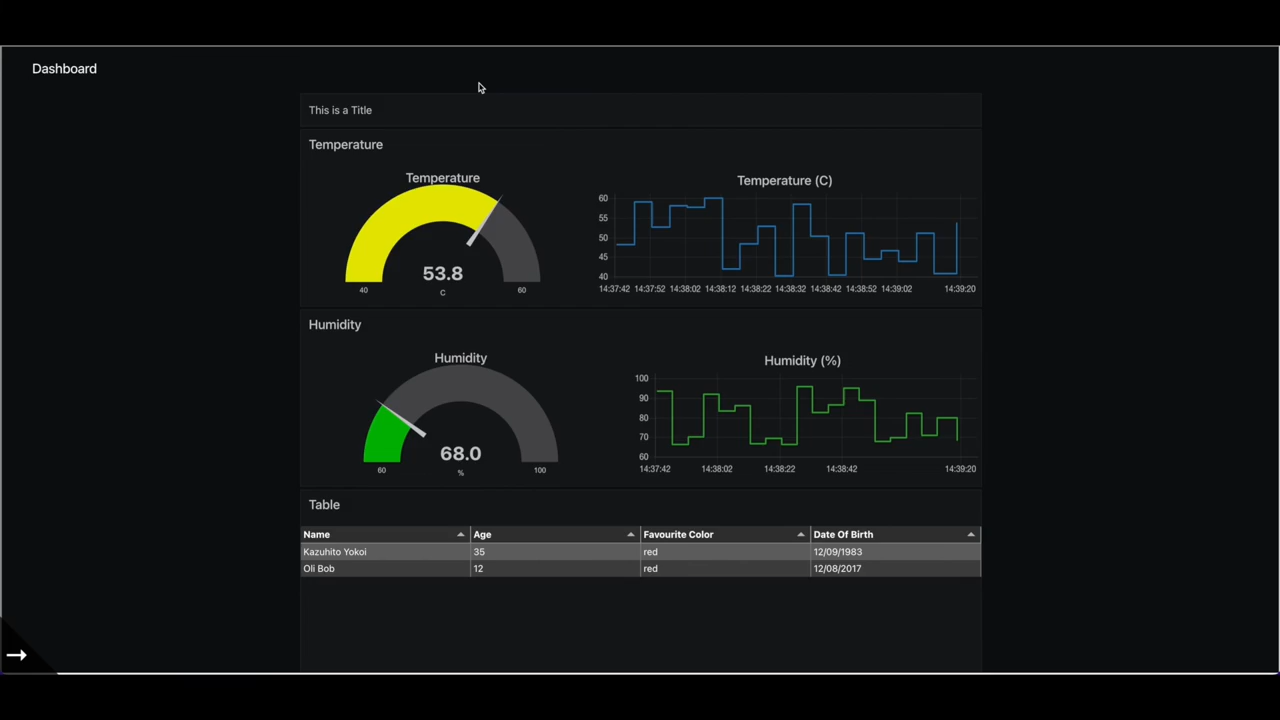 Dashboard
This is a Title
Temperature
Temperature
53.8
C
40
60
Temperature (C)
60
55
50
45
40
14:37:42 14:37:52 14:38:02 14:38:12 14:38:22 14:38:32 14:38:42 14:38:52 14:39:02 14:39:20
Humidity
Humidity
68.0
%
60
100
Humidity (%)
100
90
80
70
60
14:37:42 14:38:02 14:38:22 14:38:42 14:39:20
Table
Name Age Favourite Color Date Of Birth
Kazuhito Yokoi 35 red 12/09/1983
Oli Bob 12 red 12/08/2017